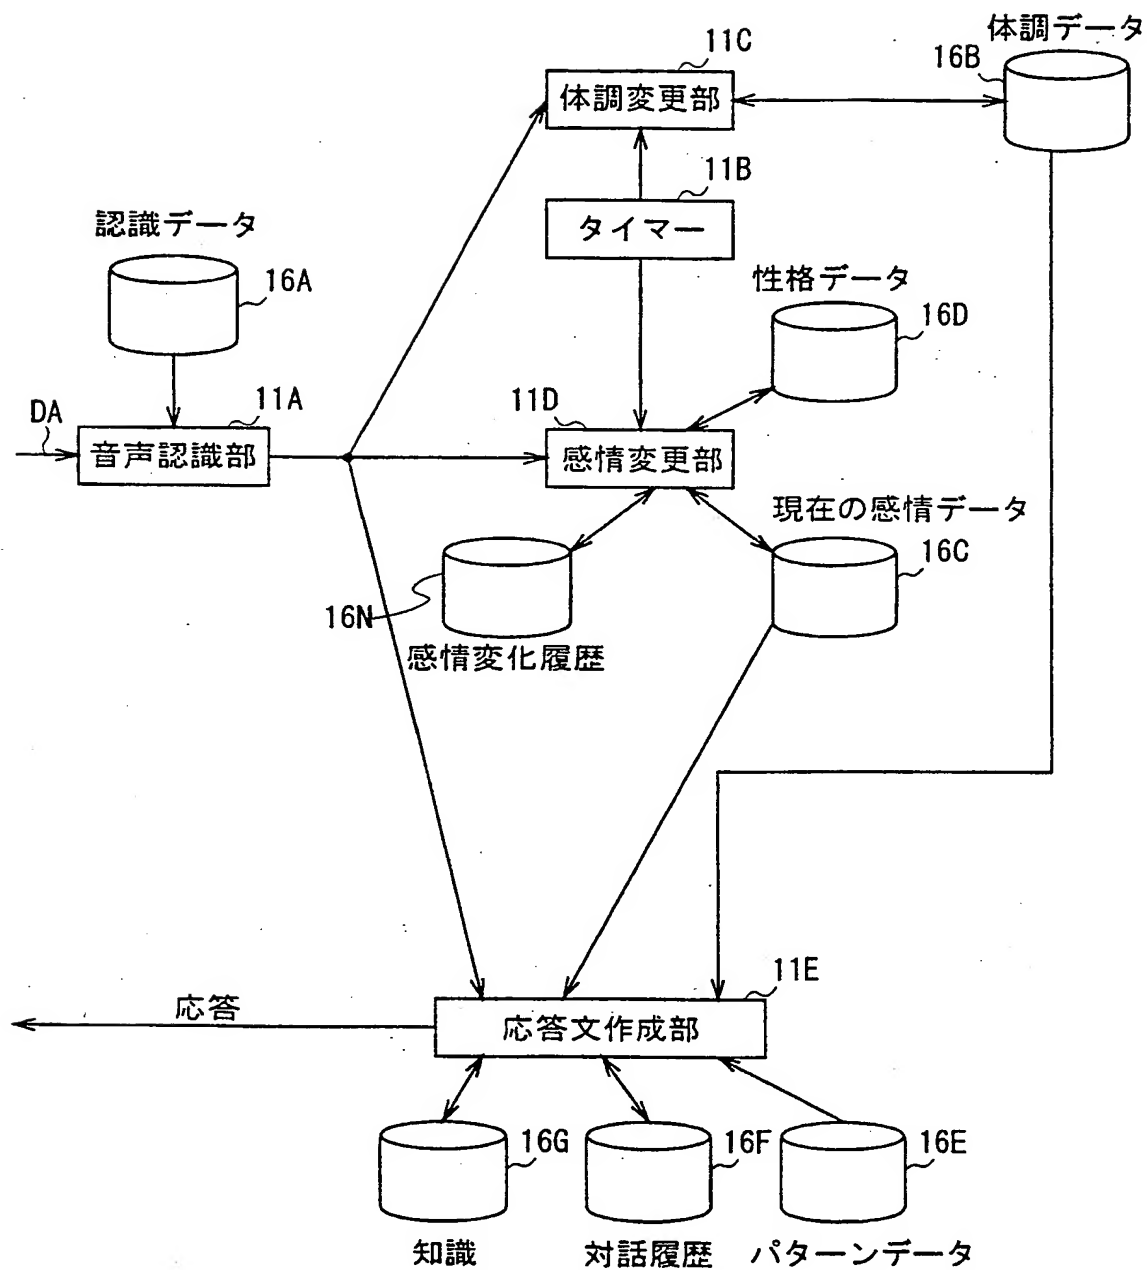 体調データ
11C
16B
体調変更部
11B
タイマー
認識データ
16A
性格データ
16D
DA
11A
11D
音声認識部
感情変更部
現在の感情データ
16C
16N
感情変化履歴
11E
応答
応答文作成部
16G
16F
16E
知識
対話履歴
パターンデータ